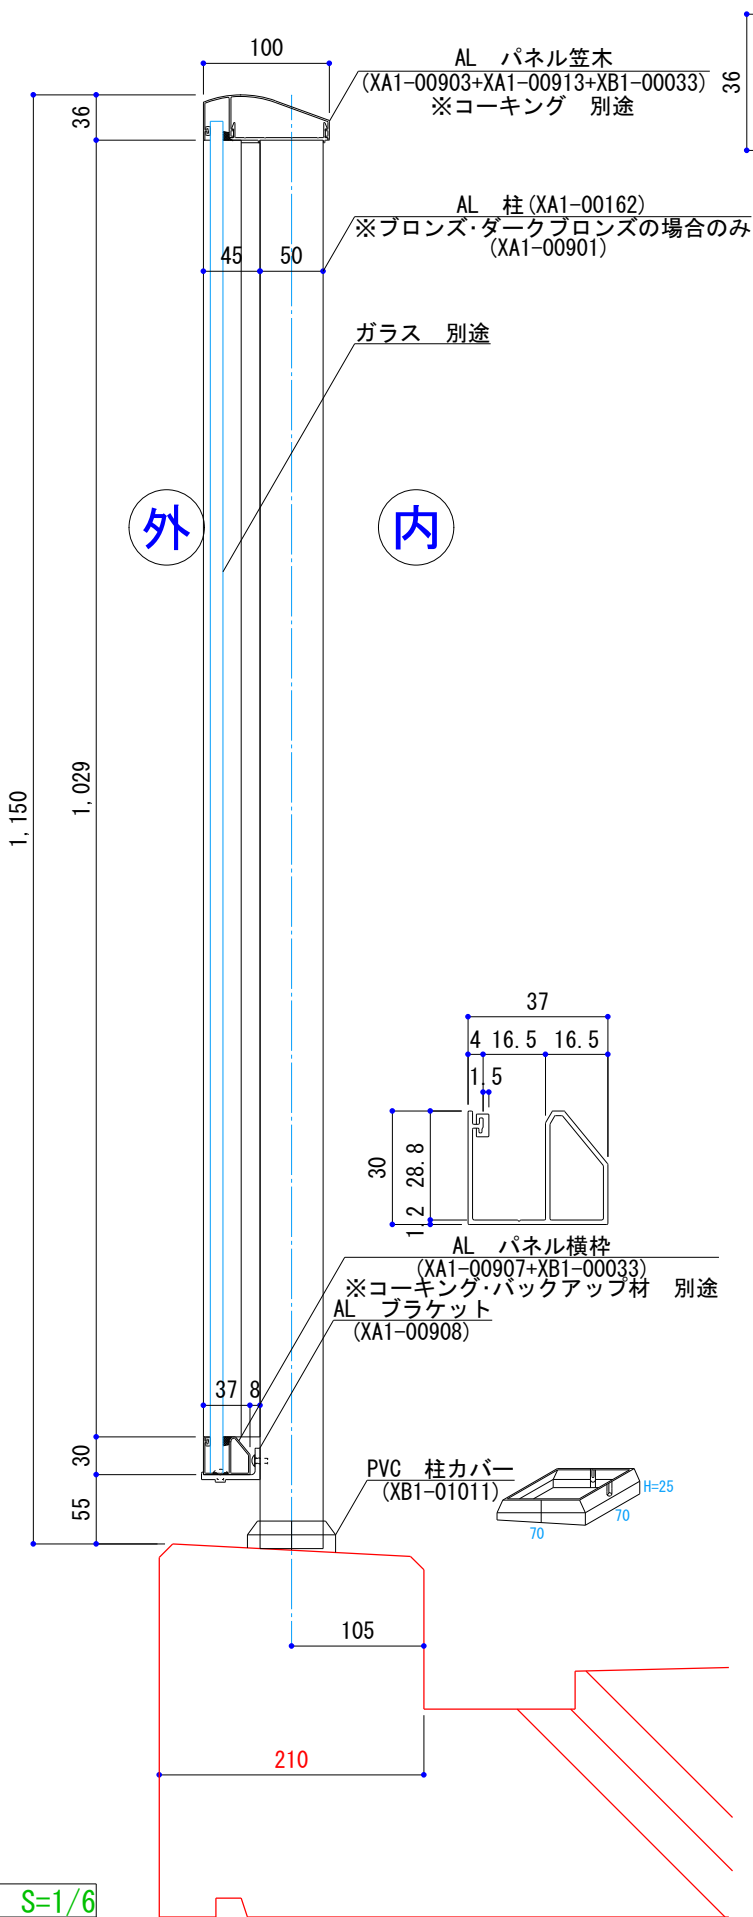 100
AL パネル笠木
(XA1-00903+XA1-00913+XB1-00033)
※コーキング 別途
36
36
AL 柱(XA1-00162)
※ブロンズ･ダークブロンズの場合のみ
(XA1-00901)
45
50
ガラス 別途
外
内
1,150
1,029
37
4
16.5
16.5
1.5
30
28.8
1.2
AL パネル横枠
(XA1-00907+XB1-00033)
※コーキング･バックアップ材 別途
AL ブラケット
(XA1-00908)
37
8
30
55
PVC 柱カバー
(XB1-01011)
H=25
70
70
105
210
S=1/6